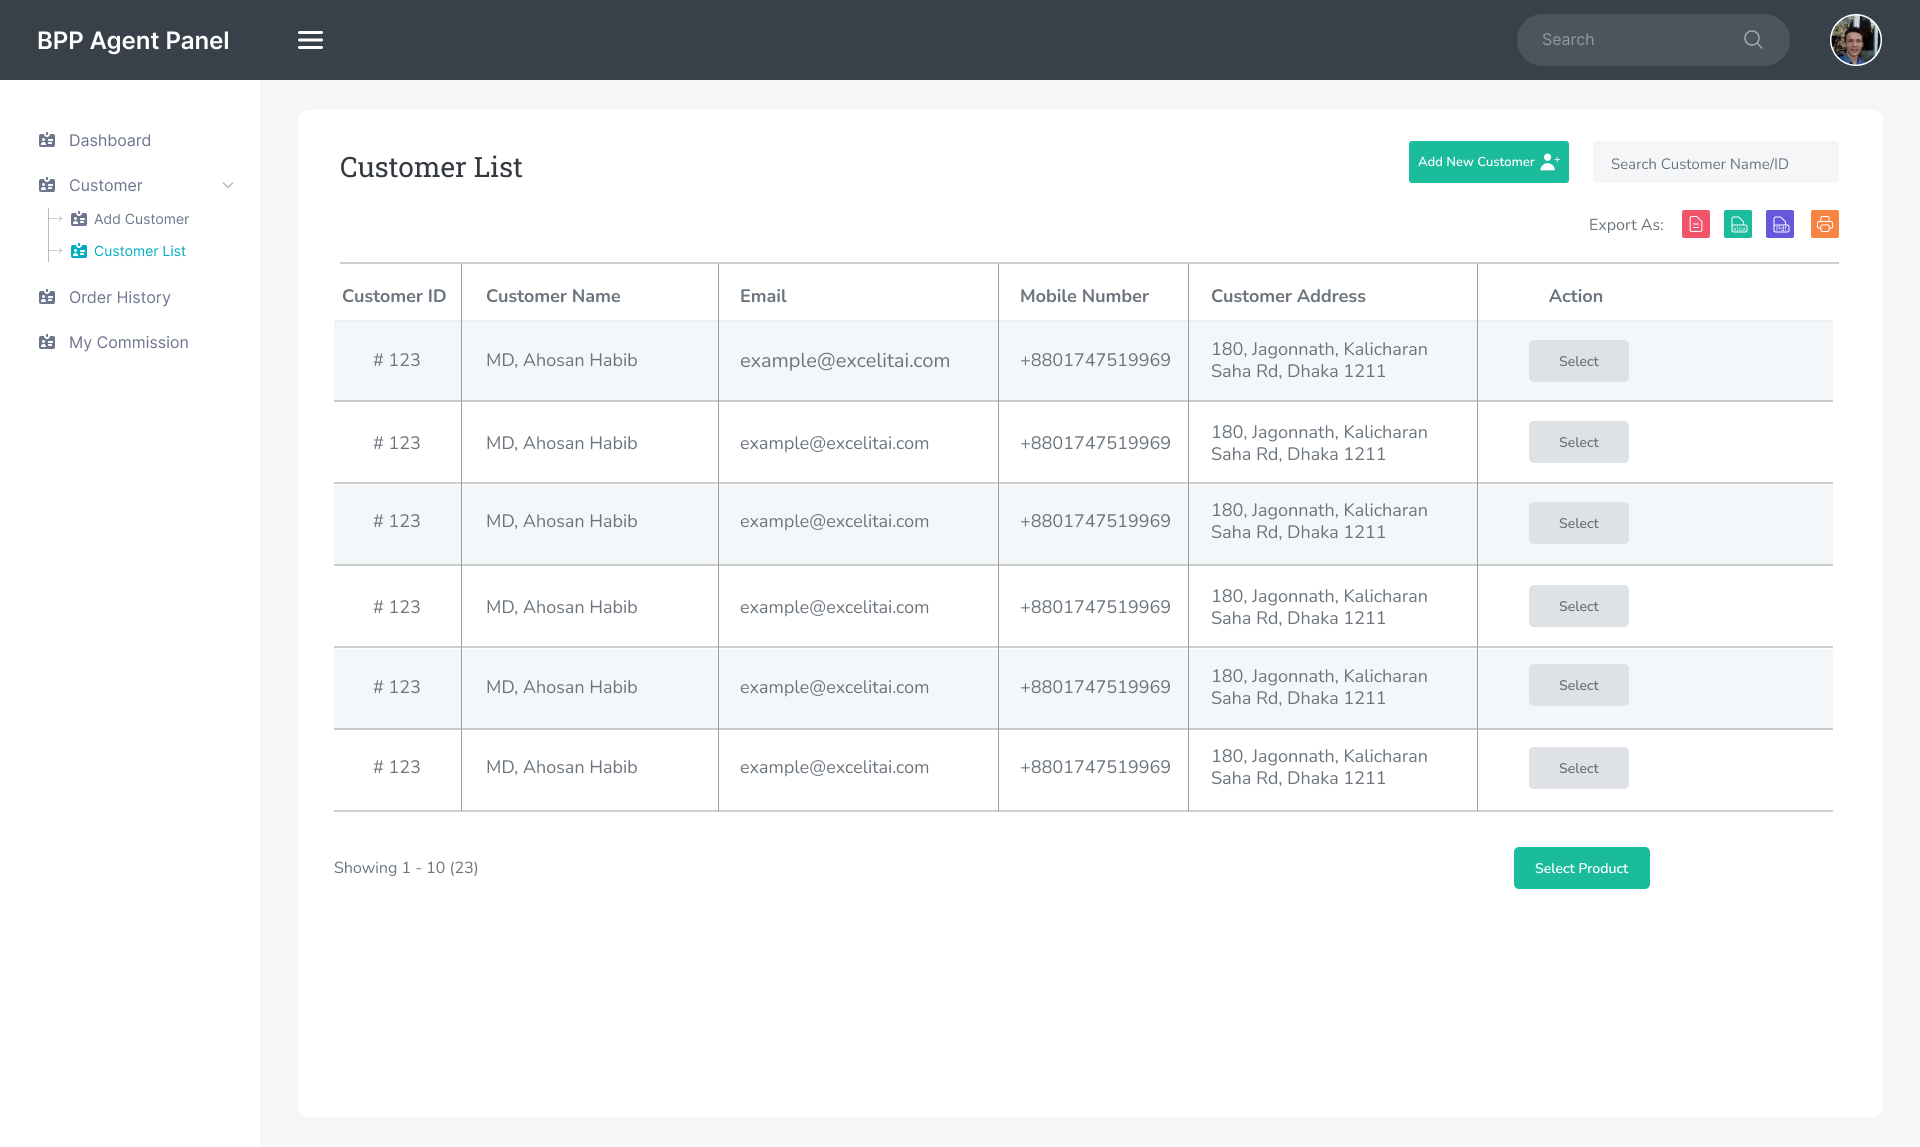 BPP Agent Panel
Search
Dashboard
Customer
Add Customer
Customer List
Order History
My Commission
Customer List
Add New Customer
Search Customer Name/ID
Export As:
Customer ID Customer Name Email Mobile Number Customer Address Action
# 123 MD, Ahosan Habib example@excelitai.com +8801747519969 180, Jagonnath, Kalicharan
Saha Rd, Dhaka 1211
Select
# 123 MD, Ahosan Habib example@excelitai.com +8801747519969 180, Jagonnath, Kalicharan
Saha Rd, Dhaka 1211
Select
# 123 MD, Ahosan Habib example@excelitai.com +8801747519969 180, Jagonnath, Kalicharan
Saha Rd, Dhaka 1211
Select
# 123 MD, Ahosan Habib example@excelitai.com +8801747519969 180, Jagonnath, Kalicharan
Saha Rd, Dhaka 1211
Select
# 123 MD, Ahosan Habib example@excelitai.com +8801747519969 180, Jagonnath, Kalicharan
Saha Rd, Dhaka 1211
Select
# 123 MD, Ahosan Habib example@excelitai.com +8801747519969 180, Jagonnath, Kalicharan
Saha Rd, Dhaka 1211
Select
Showing 1 - 10 (23)
Select Product